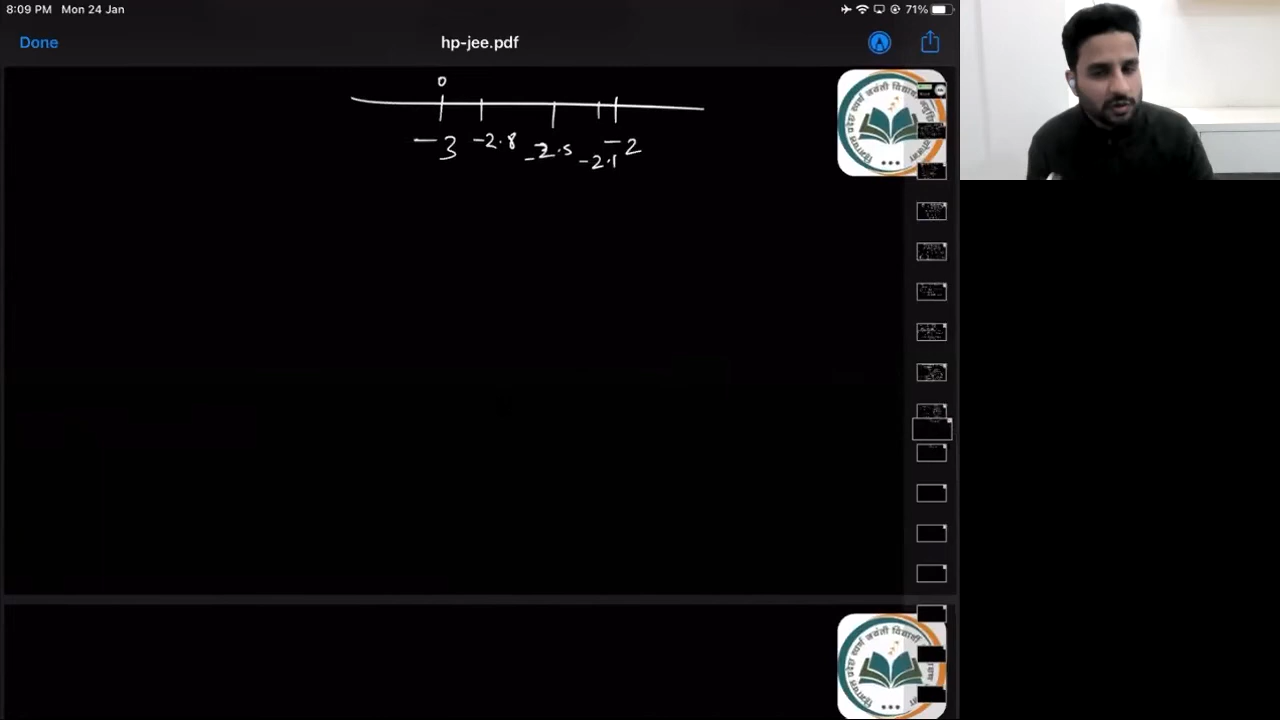 8:09 PM Mon 24 Jan
71%
Done
hp-jee.pdf
0
-3 -2.8 -2.5 -2.1 -2